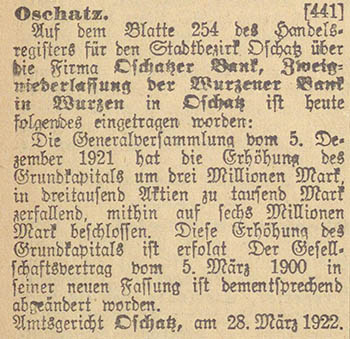 Oschatz. [441]
Auf dem Blatte 254 des Handels-
registers für den Stadtbezirk Oschatz über
die Firma Oschatzer Bank, Zweig-
niederlassung der Wurzener Bank
in Wurzen in Oschatz ist heute
folgendes eingetragen worden:
Die Generalversammlung vom 5. De-
zember 1921 hat die Erhöhung des
Grundkapitals um drei Millionen Mark,
in dreitausend Aktien zu tausend Mark
zerfallend, mithin auf sechs Millionen
Mark beschlossen. Diese Erhöhung des
Grundkapitals ist erfolgt Der Gesell-
schaftsvertrag vom 5. März 1900 in
seiner neuen Fassung ist dementsprechend
abgeändert worden.
Amtsgericht Oschatz, am 28. März 1922.